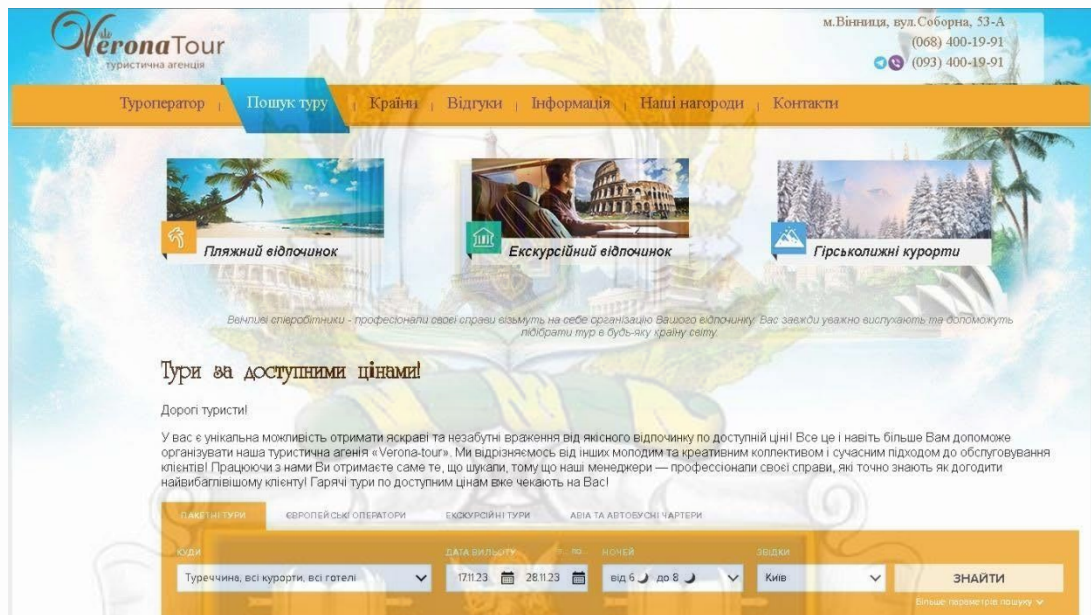 de
VeronaTour
туристична агенція
м.Вінниця, вул.Соборна, 53-А
(068) 400-19-91
(093) 400-19-91
Туроператор | Пошук туру | Країни | Відгуки | Інформація | Наші нагороди | Контакти
Пляжний відпочинок
Екскурсійний відпочинок
Гірськолижні курорти
Ввічливі співробітники - професіонали своєї справи візьмуть на себе організацію Вашого відпочинку. Вас завжди уважно вислухають та допоможуть
підібрати тур в будь-яку країну світу.
Тури за доступними цінами!
Дорогі туристи!
У вас є унікальна можливість отримати яскраві та незабутні враження від якісного відпочинку по доступній ціні! Все це і навіть більше Вам допоможе
організувати наша туристична агенія «Verona-tour». Ми відрізняємось від інших молодим та креативним коллективом і сучасним підходом до обслуговування
клієнтів! Працюючи з нами Ви отримаєте саме те, що шукали, тому що наші менеджери — профессіонали своєї справи, які точно знають як догодити
найвибагливішому клієнту! Гарячі тури по доступним цінам вже чекають на Вас!
ПАКЕТНІ ТУРИ ЄВРОПЕЙСЬКІ ОПЕРАТОРИ ЕКСКУРСІЙНІ ТУРИ АВІА ТА АВТОБУСНІ ЧАРТЕРИ
КУДИ ДАТА ВИЛЬОТУ: З... ПО... НОЧЕЙ ЗВІДКИ
Туреччина, всі курорти, всі готелі 17.11.23 28.11.23 від 6 до 8 Київ ЗНАЙТИ
Більше параметрів пошуку